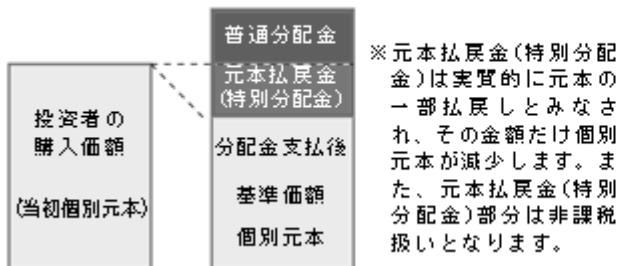 普通分配金
元本払戻金
(特別分配金)
投資者の
購入価額
(当初個別元本)
分配金支払後
基準価額
個別元本
※元本払戻金(特別分配
金)は実質的に元本の
一部払戻しとみなさ
れ、その金額だけ個別
元本が減少します。ま
た、元本払戻金(特別
分配金)部分は非課税
扱いとなります。